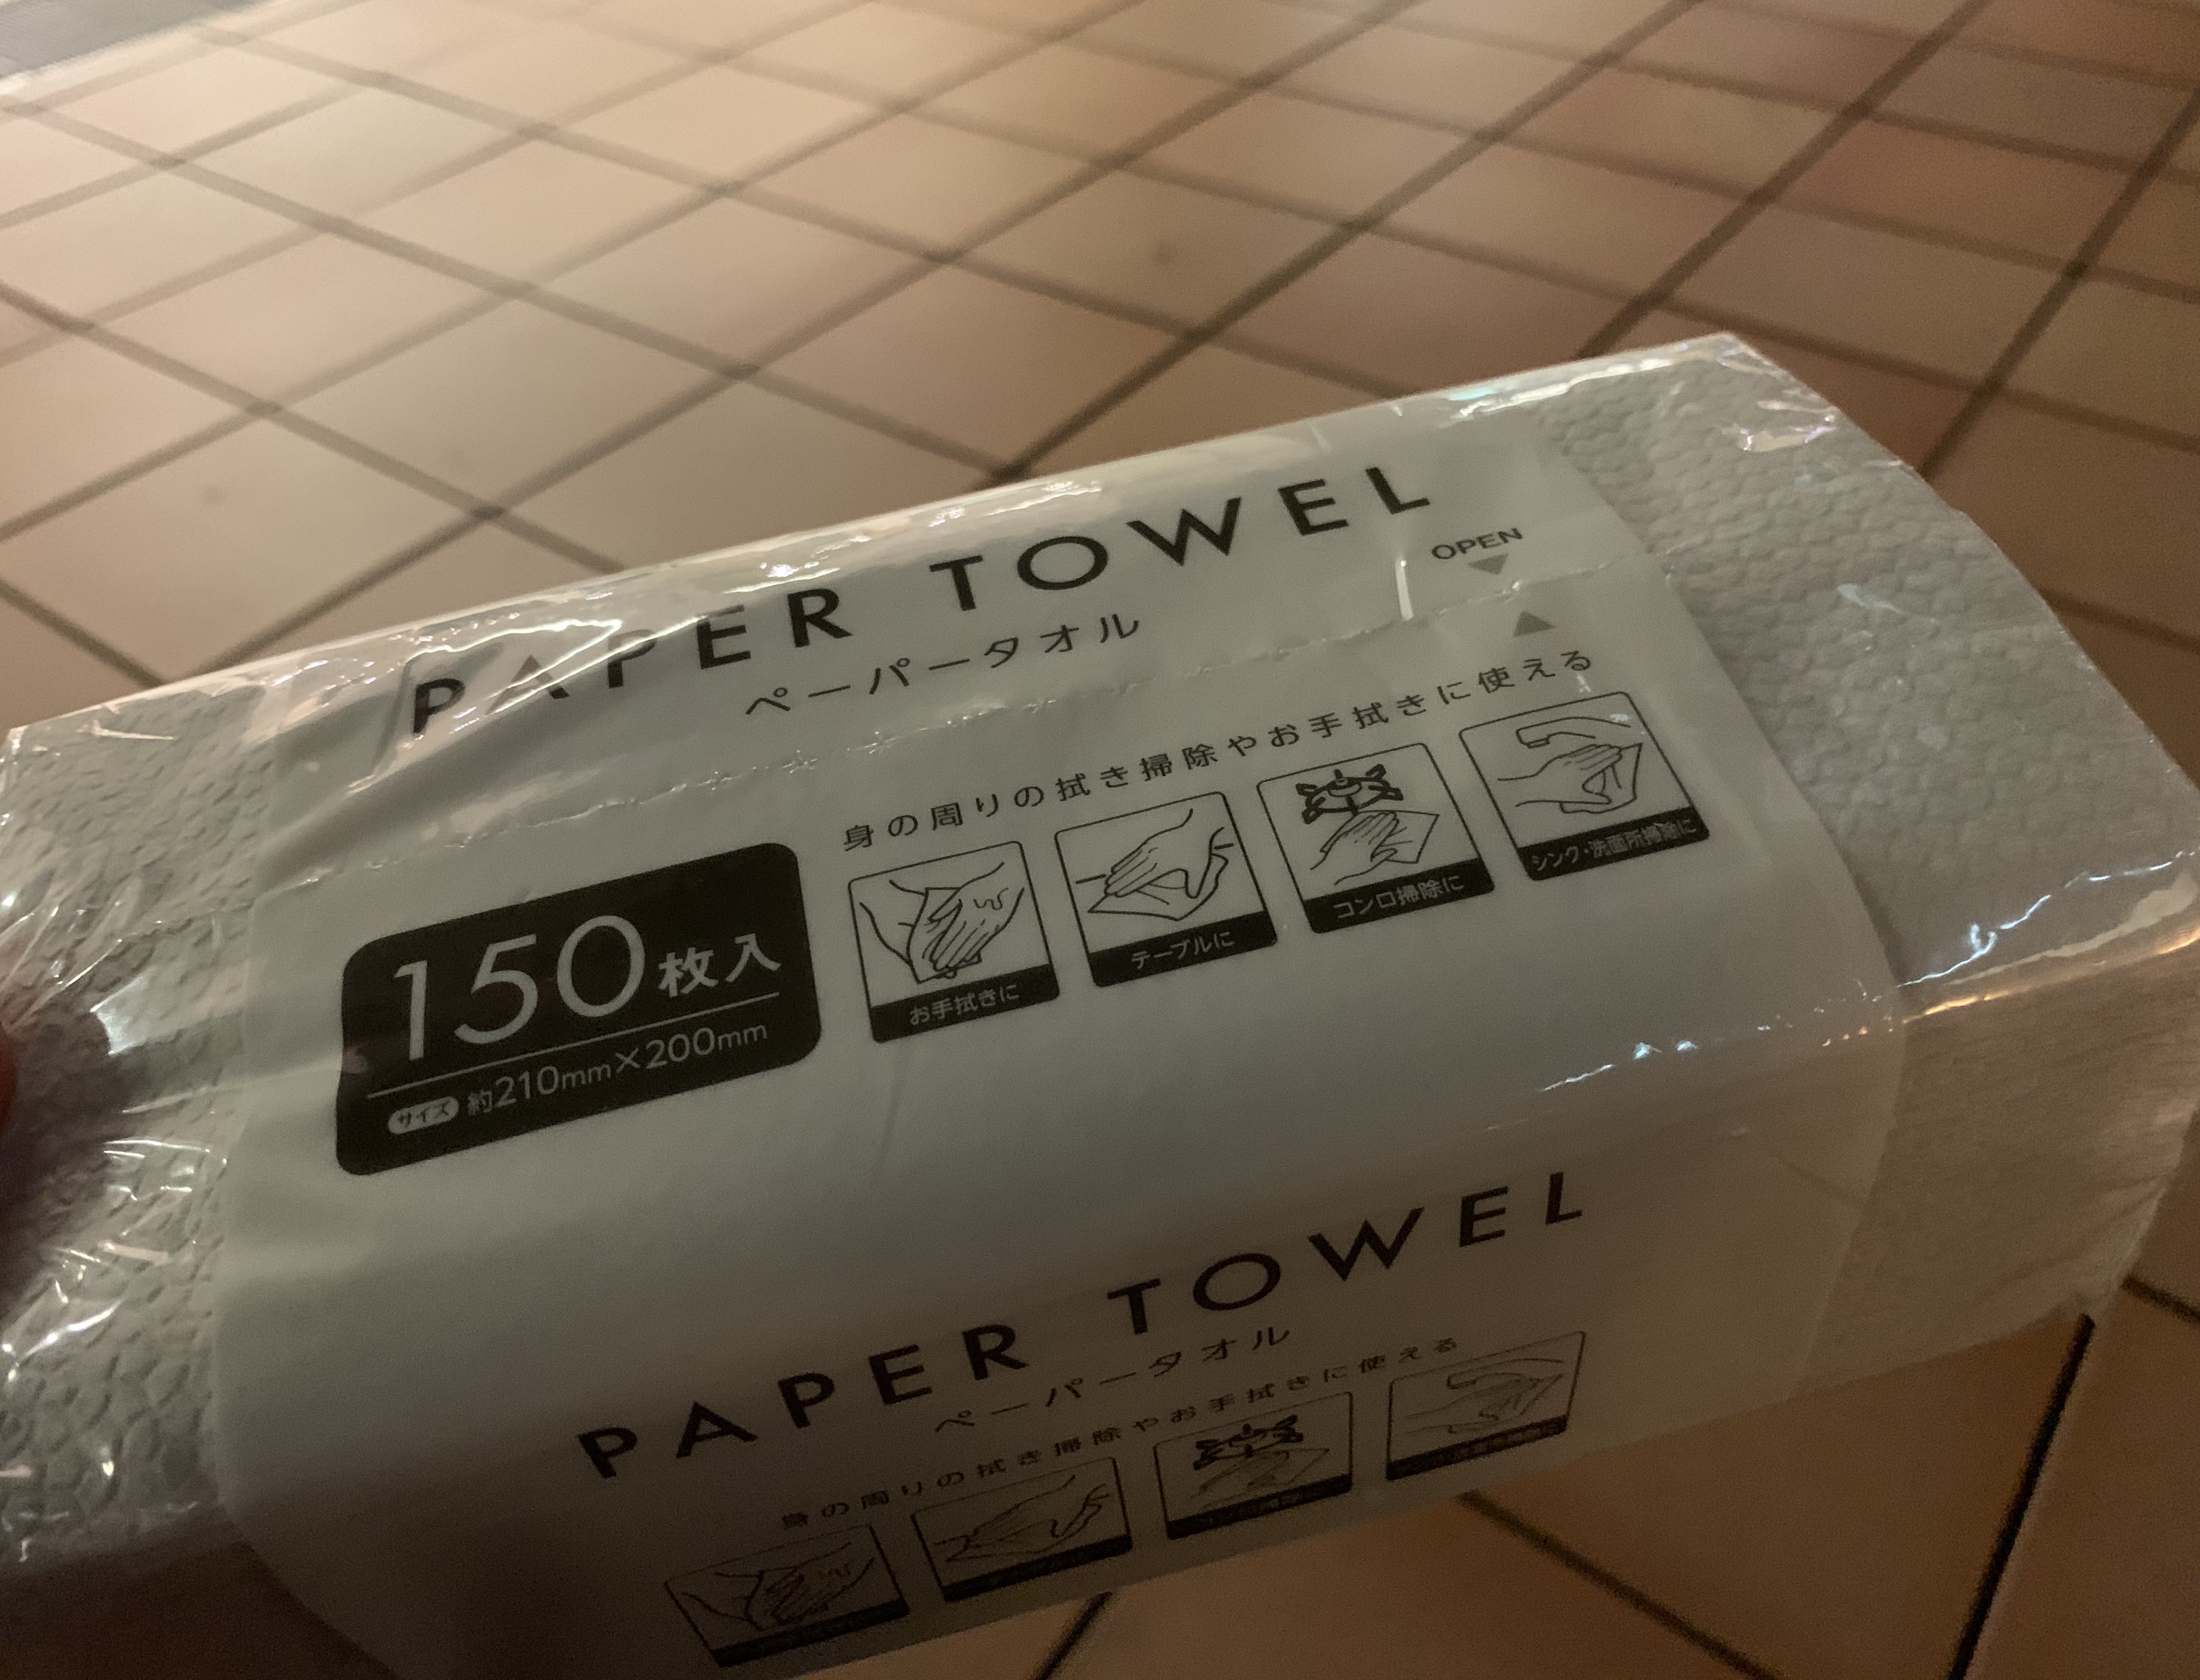 PAPER TOWEL
ペーパータオル
OPEN
身の周りの拭き掃除やお手拭きに使える
150枚入
サイズ 約210mm×200mm
お手拭きに
テーブルに
コンロ掃除に
シンク・洗面所掃除に
PAPER TOWEL
ペーパータオル
身の周りの拭き掃除やお手拭きに使える